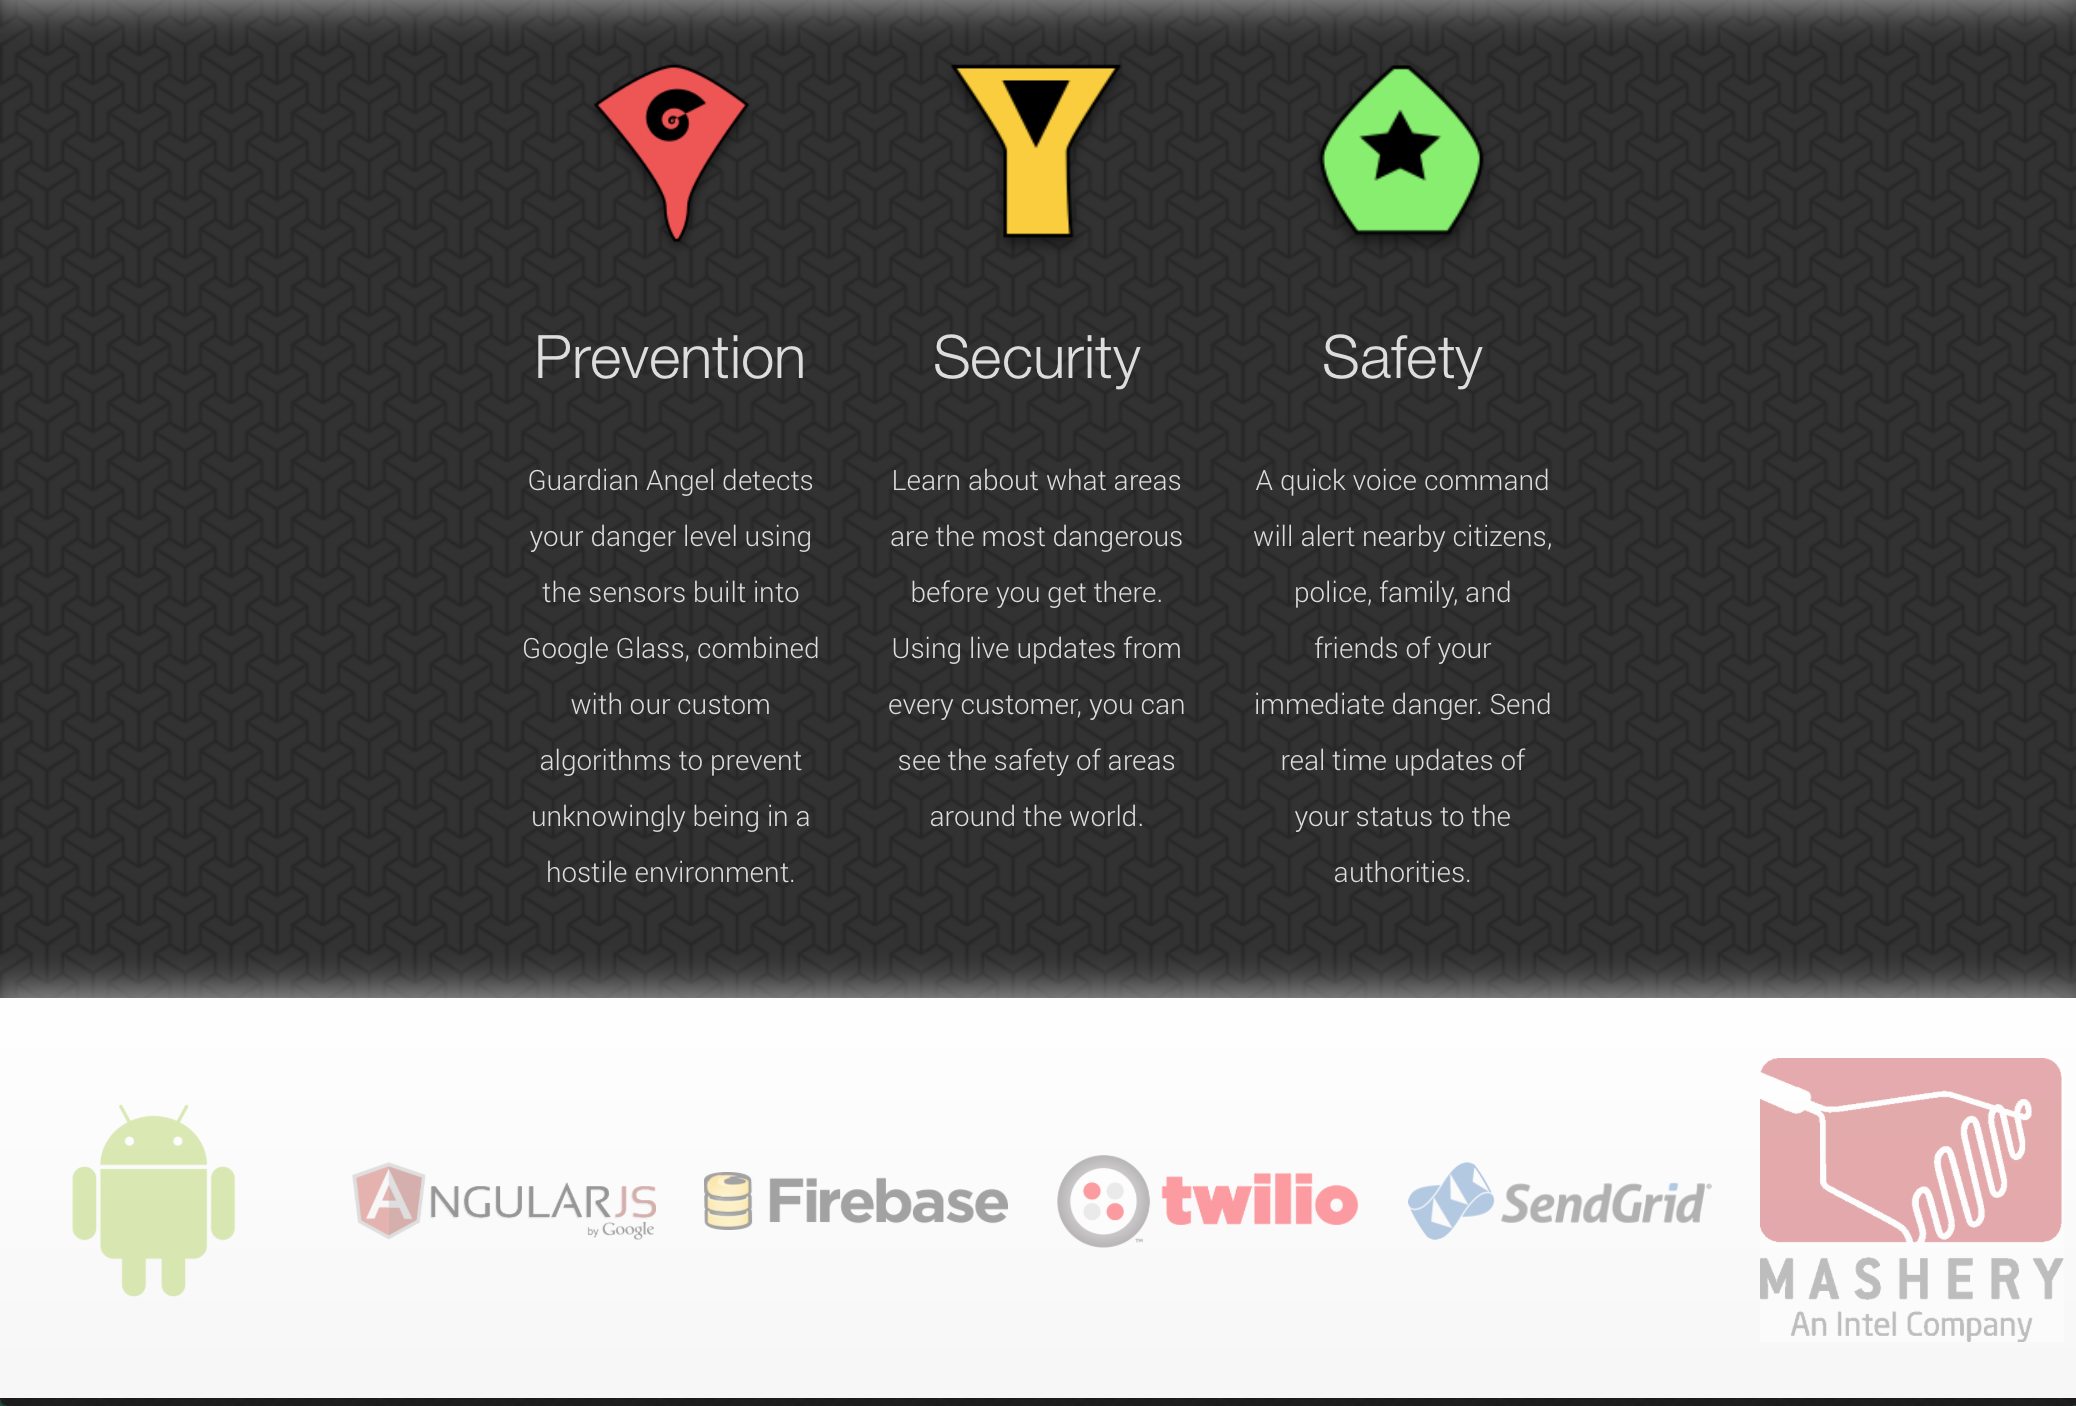 Prevention
Guardian Angel detects
your danger level using
the sensors built into
Google Glass, combined
with our custom
algorithms to prevent
unknowingly being in a
hostile environment.
Security
Learn about what areas
are the most dangerous
before you get there.
Using live updates from
every customer, you can
see the safety of areas
around the world.
Safety
A quick voice command
will alert nearby citizens,
police, family, and
friends of your
immediate danger. Send
real time updates of
your status to the
authorities.
ANGULARJS
by Google
Firebase
twilio
™
SendGrid
MASHERY
An Intel Company